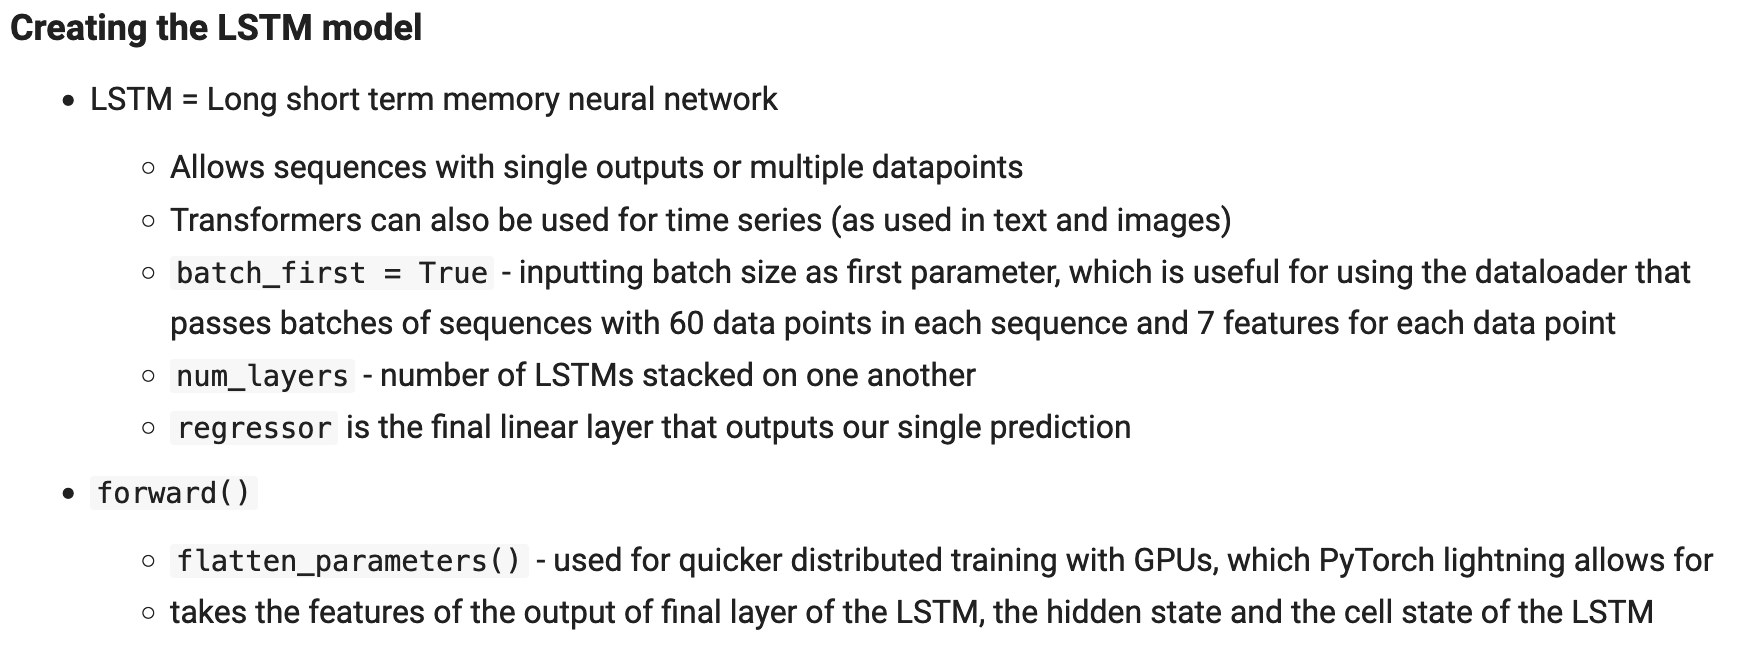 Creating the LSTM model
• LSTM = Long short term memory neural network
◦ Allows sequences with single outputs or multiple datapoints
◦ Transformers can also be used for time series (as used in text and images)
◦ batch_first = True - inputting batch size as first parameter, which is useful for using the dataloader that
passes batches of sequences with 60 data points in each sequence and 7 features for each data point
◦ num_layers - number of LSTMs stacked on one another
◦ regressor is the final linear layer that outputs our single prediction
• forward()
◦ flatten_parameters() - used for quicker distributed training with GPUs, which PyTorch lightning allows for
◦ takes the features of the output of final layer of the LSTM, the hidden state and the cell state of the LSTM